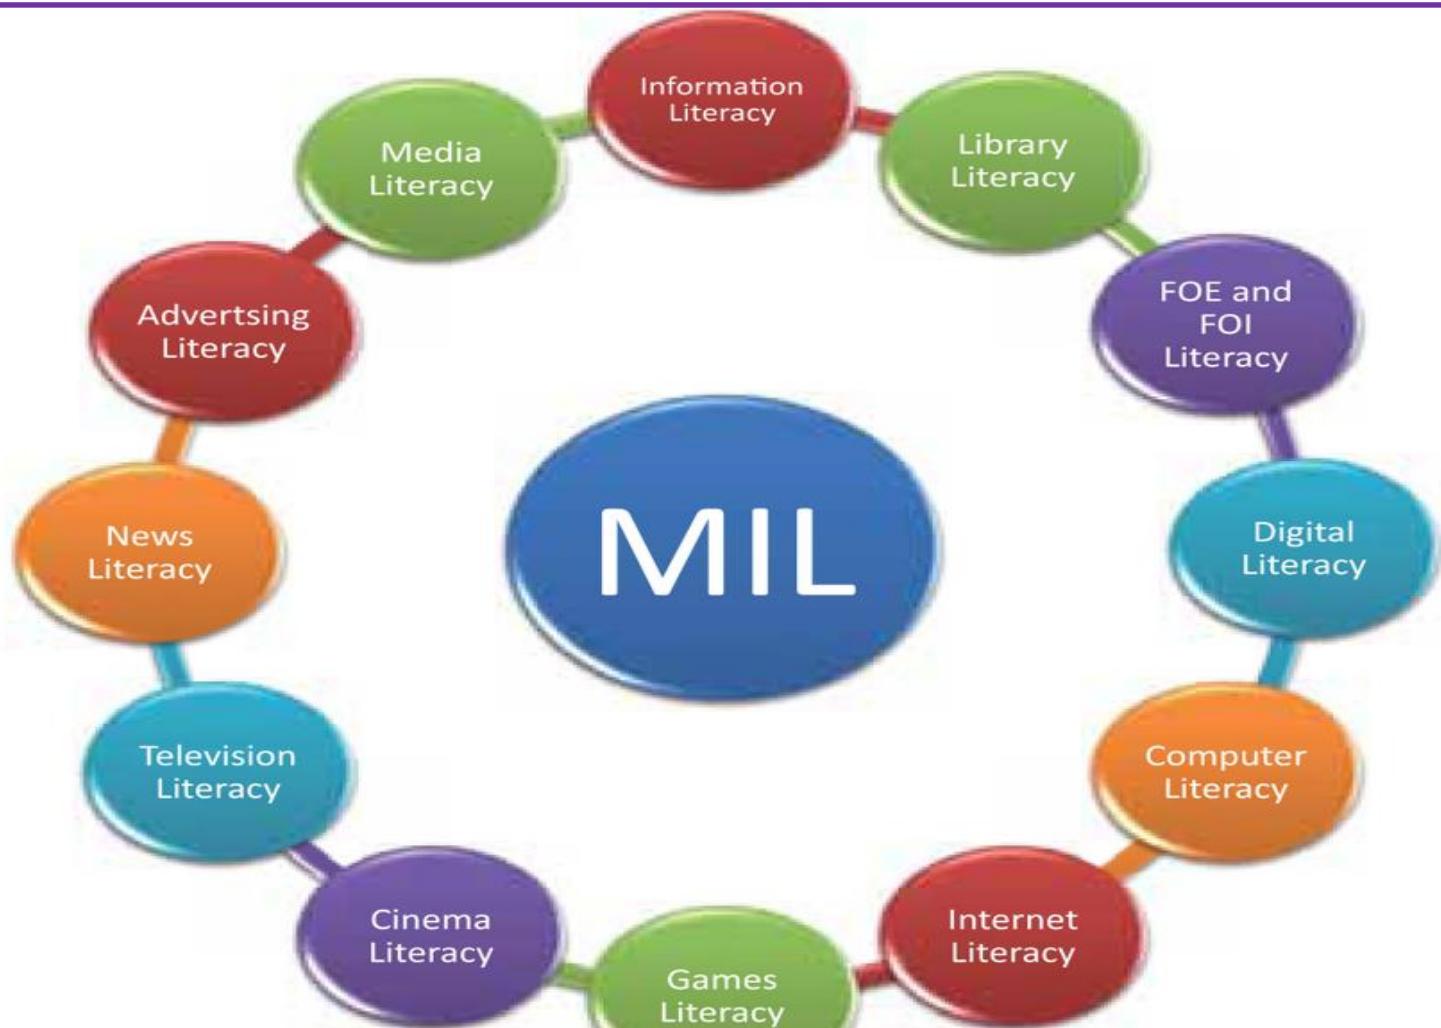 Information
Literacy
Library
Literacy
FOE and
FOI
Literacy
Digital
Literacy
Computer
Literacy
Internet
Literacy
Games
Literacy
Cinema
Literacy
Television
Literacy
News
Literacy
Advertsing
Literacy
Media
Literacy
MIL